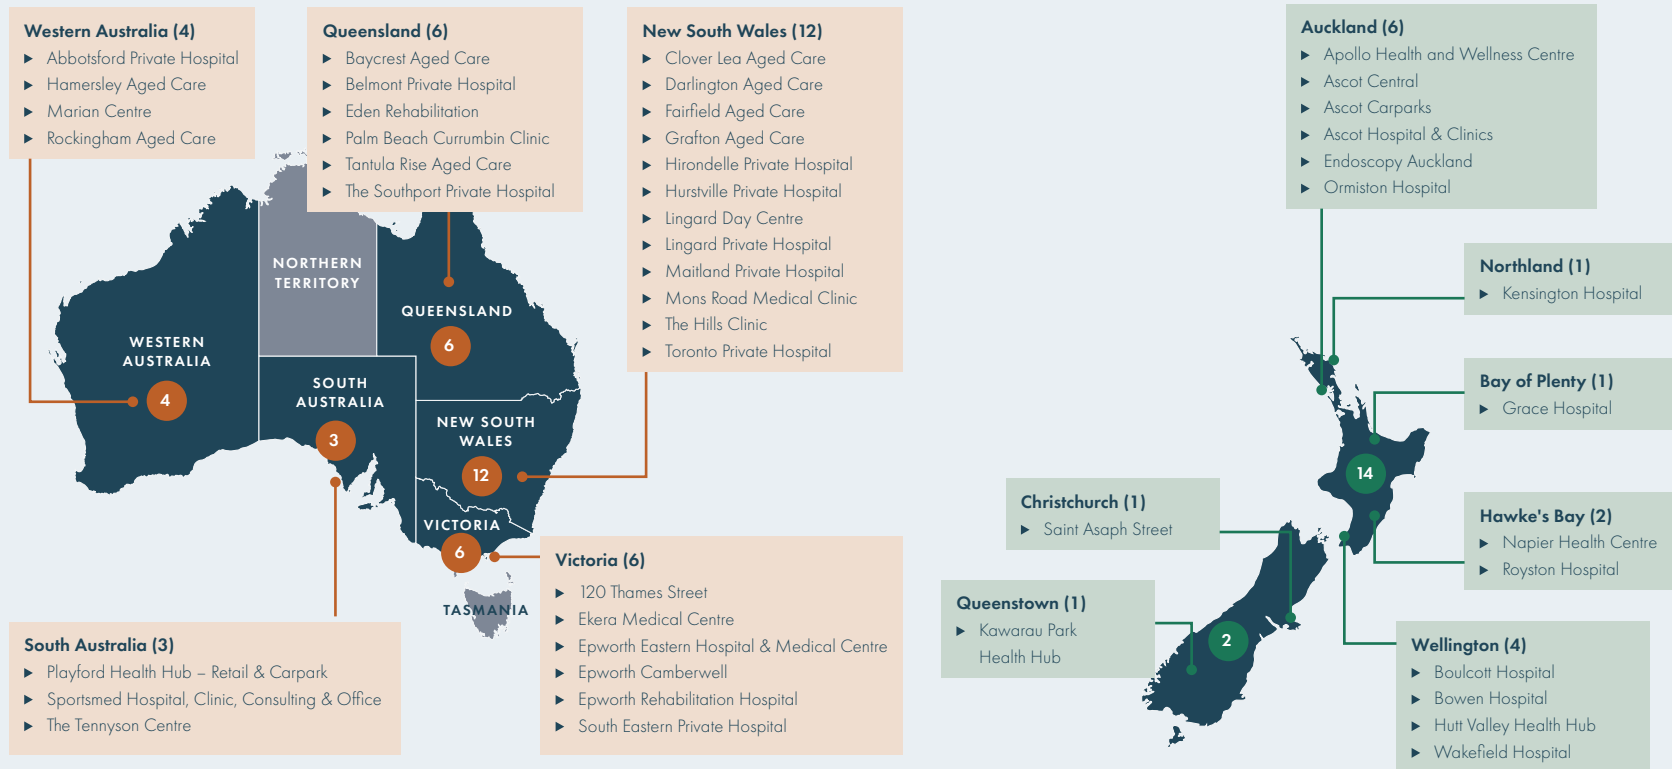 Western Australia (4)
Abbotsford Private Hospital
Hamersley Aged Care
Marian Centre
Rockingham Aged Care
Queensland (6)
Baycrest Aged Care
Belmont Private Hospital
Eden Rehabilitation
Palm Beach Currumbin Clinic
Tantula Rise Aged Care
The Southport Private Hospital
New South Wales (12)
Clover Lea Aged Care
Darlington Aged Care
Fairfield Aged Care
Grafton Aged Care
Hirondelle Private Hospital
Hurstville Private Hospital
Lingard Day Centre
Lingard Private Hospital
Maitland Private Hospital
Mons Road Medical Clinic
The Hills Clinic
Toronto Private Hospital
NORTHERN
TERRITORY
QUEENSLAND
6
WESTERN
AUSTRALIA
4
SOUTH
AUSTRALIA
3
NEW SOUTH
WALES
12
VICTORIA
6
TASMANIA
South Australia (3)
Playford Health Hub – Retail & Carpark
Sportsmed Hospital, Clinic, Consulting & Office
The Tennyson Centre
Victoria (6)
120 Thames Street
Ekera Medical Centre
Epworth Eastern Hospital & Medical Centre
Epworth Camberwell
Epworth Rehabilitation Hospital
South Eastern Private Hospital
Auckland (6)
Apollo Health and Wellness Centre
Ascot Central
Ascot Carparks
Ascot Hospital & Clinics
Endoscopy Auckland
Ormiston Hospital
Northland (1)
Kensington Hospital
Bay of Plenty (1)
Grace Hospital
14
Christchurch (1)
Saint Asaph Street
Hawke's Bay (2)
Napier Health Centre
Royston Hospital
Queenstown (1)
Kawarau Park
Health Hub
2
Wellington (4)
Boulcott Hospital
Bowen Hospital
Hutt Valley Health Hub
Wakefield Hospital